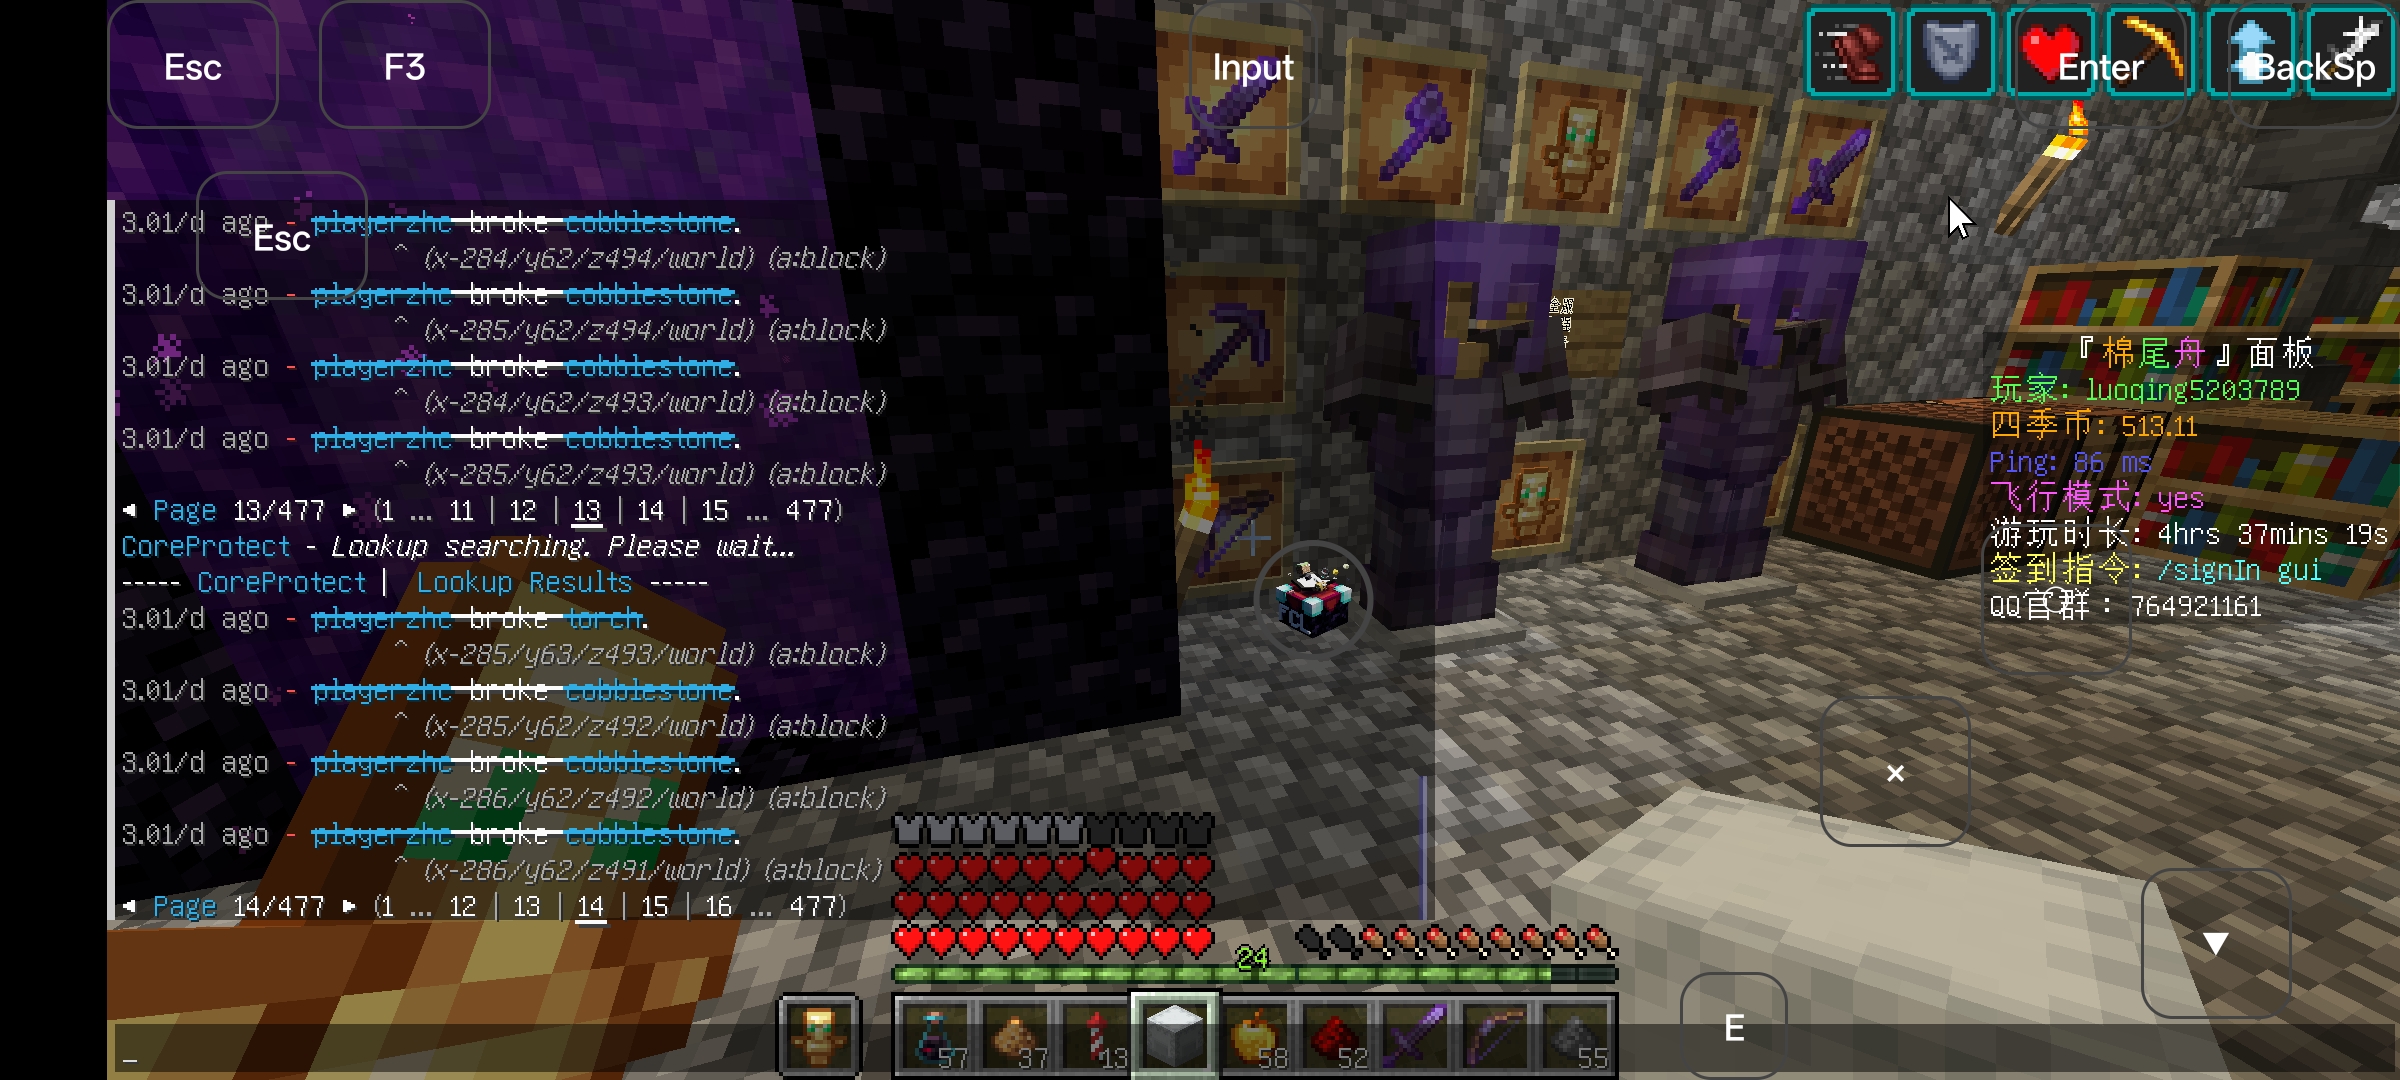 Esc
F3
Input
Enter
BackSp
Esc
3.01/d ago - playerzhc broke cobblestone.
^ (x-284/y62/z494/world) (a:block)
3.01/d ago - playerzhc broke cobblestone.
^ (x-285/y62/z494/world) (a:block)
3.01/d ago - playerzhc broke cobblestone.
^ (x-284/y62/z493/world) (a:block)
3.01/d ago - playerzhc broke cobblestone.
^ (x-285/y62/z493/world) (a:block)
◀ Page 13/477 ▶ (1 ... 11 | 12 | 13 | 14 | 15 ... 477)
CoreProtect - Lookup searching. Please wait...
----- CoreProtect | Lookup Results -----
3.01/d ago - playerzhc broke torch.
^ (x-285/y63/z493/world) (a:block)
3.01/d ago - playerzhc broke cobblestone.
^ (x-285/y62/z492/world) (a:block)
3.01/d ago - playerzhc broke cobblestone.
^ (x-286/y62/z492/world) (a:block)
3.01/d ago - playerzhc broke cobblestone.
^ (x-286/y62/z491/world) (a:block)
◀ Page 14/477 ▶ (1 ... 12 | 13 | 14 | 15 | 16 ... 477)
_
『棉尾舟』面板
玩家: luoqing5203789
四季币: 513.11
Ping: 86 ms
飞行模式: yes
游玩时长: 4hrs 37mins 19s
签到指令: /signIn gui
QQ官群: 764921161
FCL
×
▼
E
24
57
37
13
58
52
55